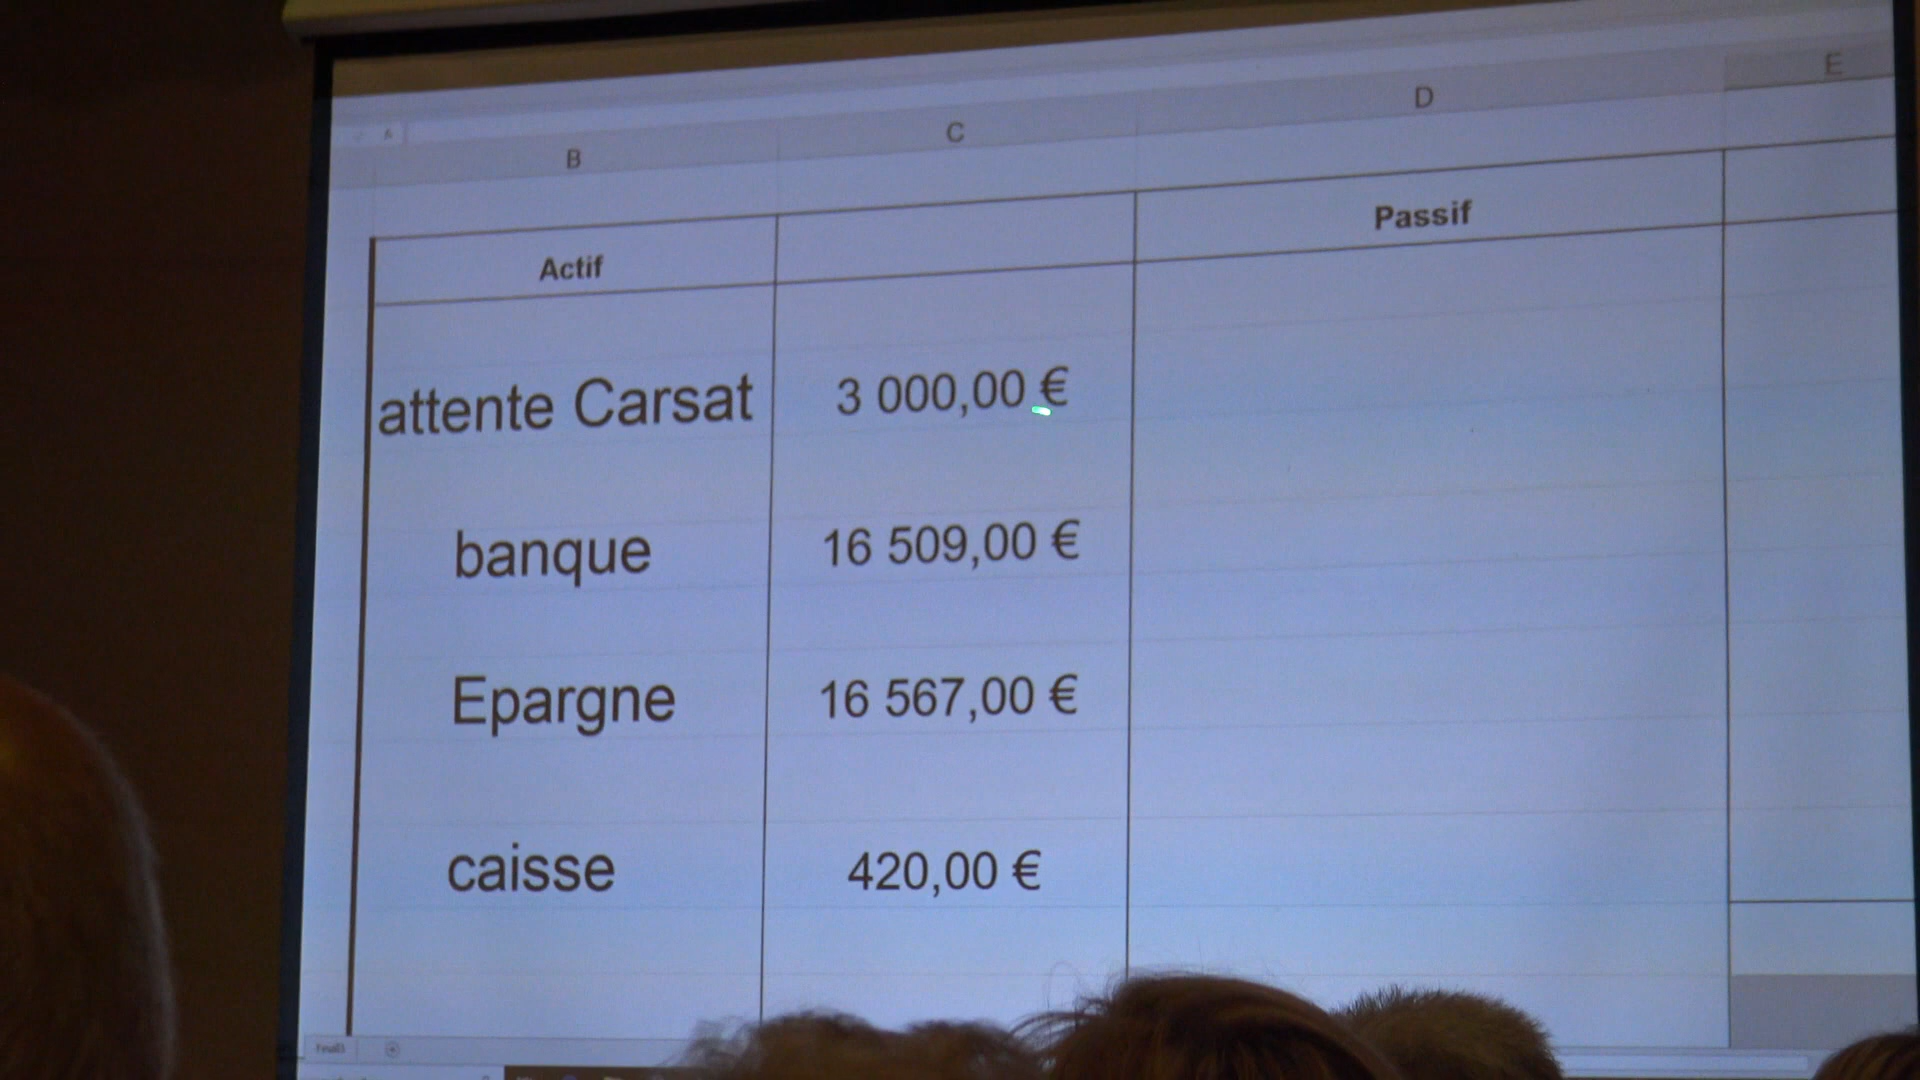 B C D E
Actif Passif
attente Carsat 3 000,00 €
banque 16 509,00 €
Epargne 16 567,00 €
caisse 420,00 €